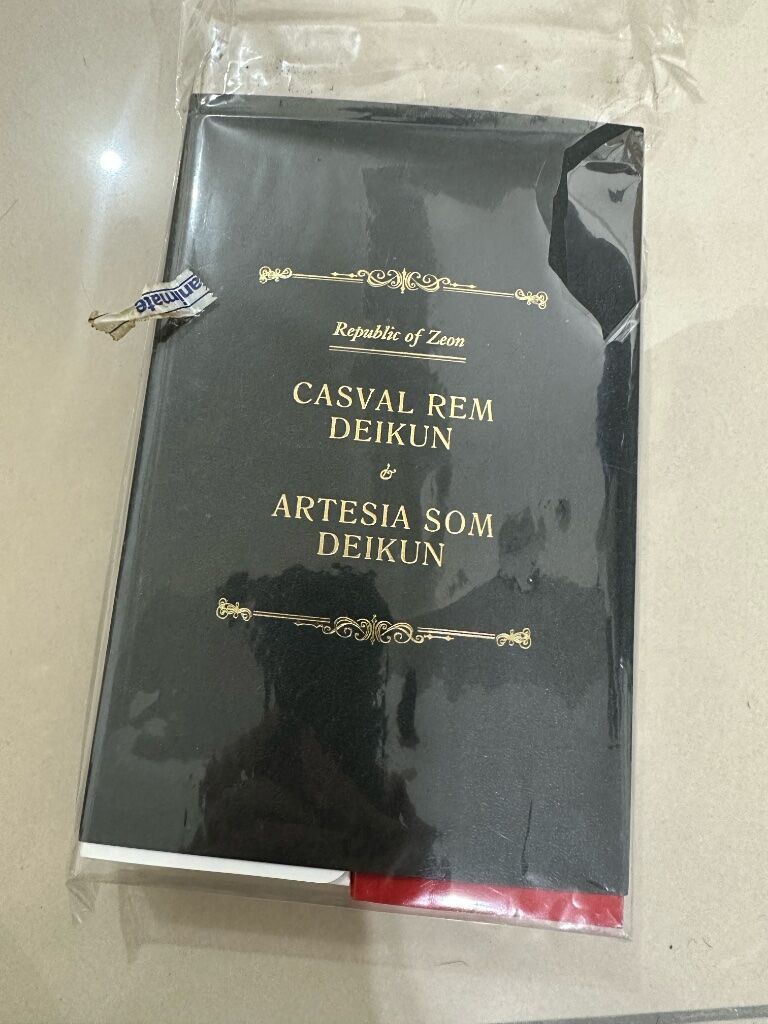 animate
Republic of Zeon
CASVAL REM
DEIKUN
&
ARTESIA SOM
DEIKUN